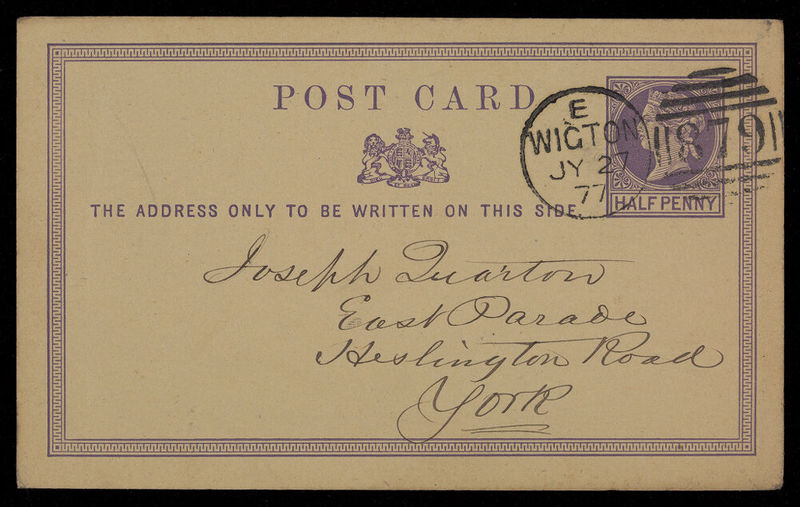 POST CARD
E
WIGTON
JY 27
77
879
HALF PENNY
THE ADDRESS ONLY TO BE WRITTEN ON THIS SIDE
Joseph Quarton
East Parade
Heslington Road
York